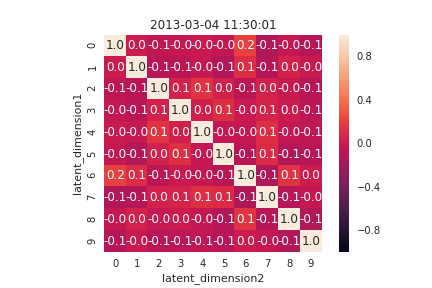 2013-03-04 11:30:01
0 1.0 0.0 -0.1 -0.0 -0.0 -0.0 0.2 -0.1 -0.0 -0.1
1 0.0 1.0 -0.1 -0.1 -0.0 -0.1 0.1 -0.1 0.0 -0.0
2 -0.1 -0.1 1.0 0.1 0.1 0.0 -0.1 0.0 -0.0 -0.1
3 -0.0 -0.1 0.1 1.0 0.0 0.1 -0.0 0.1 0.0 -0.0
4 -0.0 -0.0 0.1 0.0 1.0 -0.0 -0.0 0.1 -0.0 -0.1
5 -0.0 -0.1 0.0 0.1 -0.0 1.0 -0.1 0.1 -0.1 -0.1
6 0.2 0.1 -0.1 -0.0 -0.0 -0.1 1.0 -0.1 0.1 0.0
7 -0.1 -0.1 0.0 0.1 0.1 0.1 -0.1 1.0 -0.1 -0.0
8 -0.0 0.0 -0.0 0.0 -0.0 -0.1 0.1 -0.1 1.0 -0.1
9 -0.1 -0.0 -0.1 -0.0 -0.1 -0.1 0.0 -0.0 -0.1 1.0
0 1 2 3 4 5 6 7 8 9
latent_dimension2
latent_dimension1
0.8
0.4
0.0
−0.4
−0.8